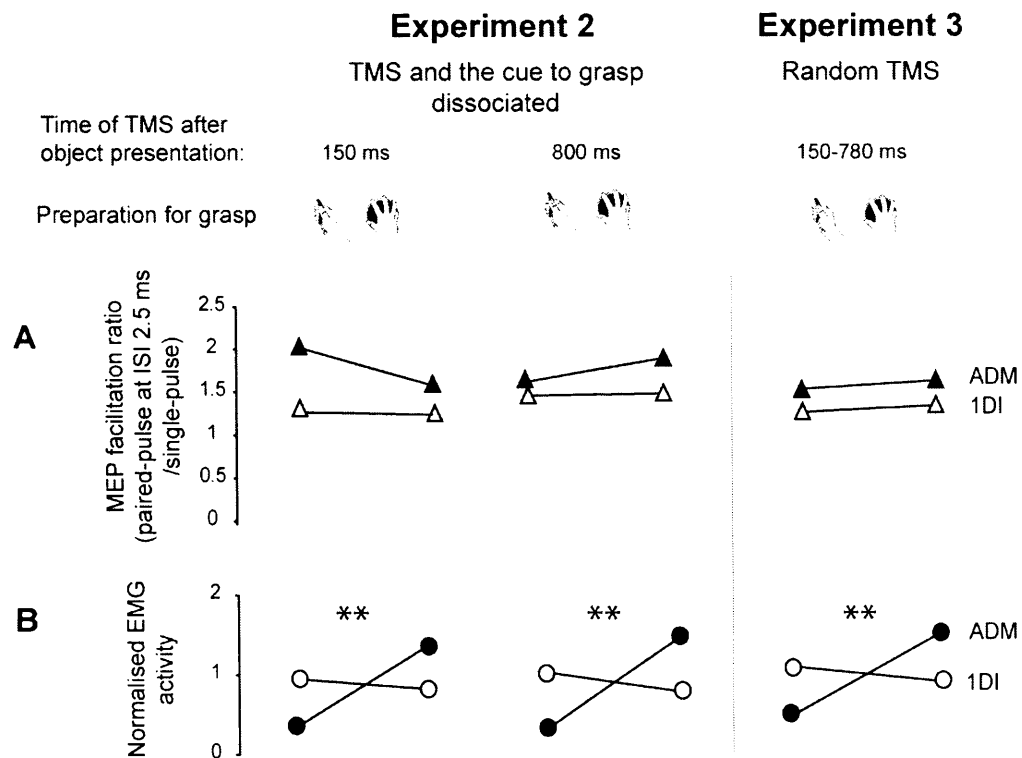 Experiment 2
Experiment 3
TMS and the cue to grasp
dissociated
Random TMS
Time of TMS after
object presentation:
150 ms
800 ms
150-780 ms
Preparation for grasp
A
MEP facilitation ratio
(paired-pulse at ISI 2.5 ms
/single-pulse)
2.5
2
1.5
1
0.5
0
ADM
1DI
B
Normalised EMG
activity
2
1
0
**
**
**
ADM
1DI